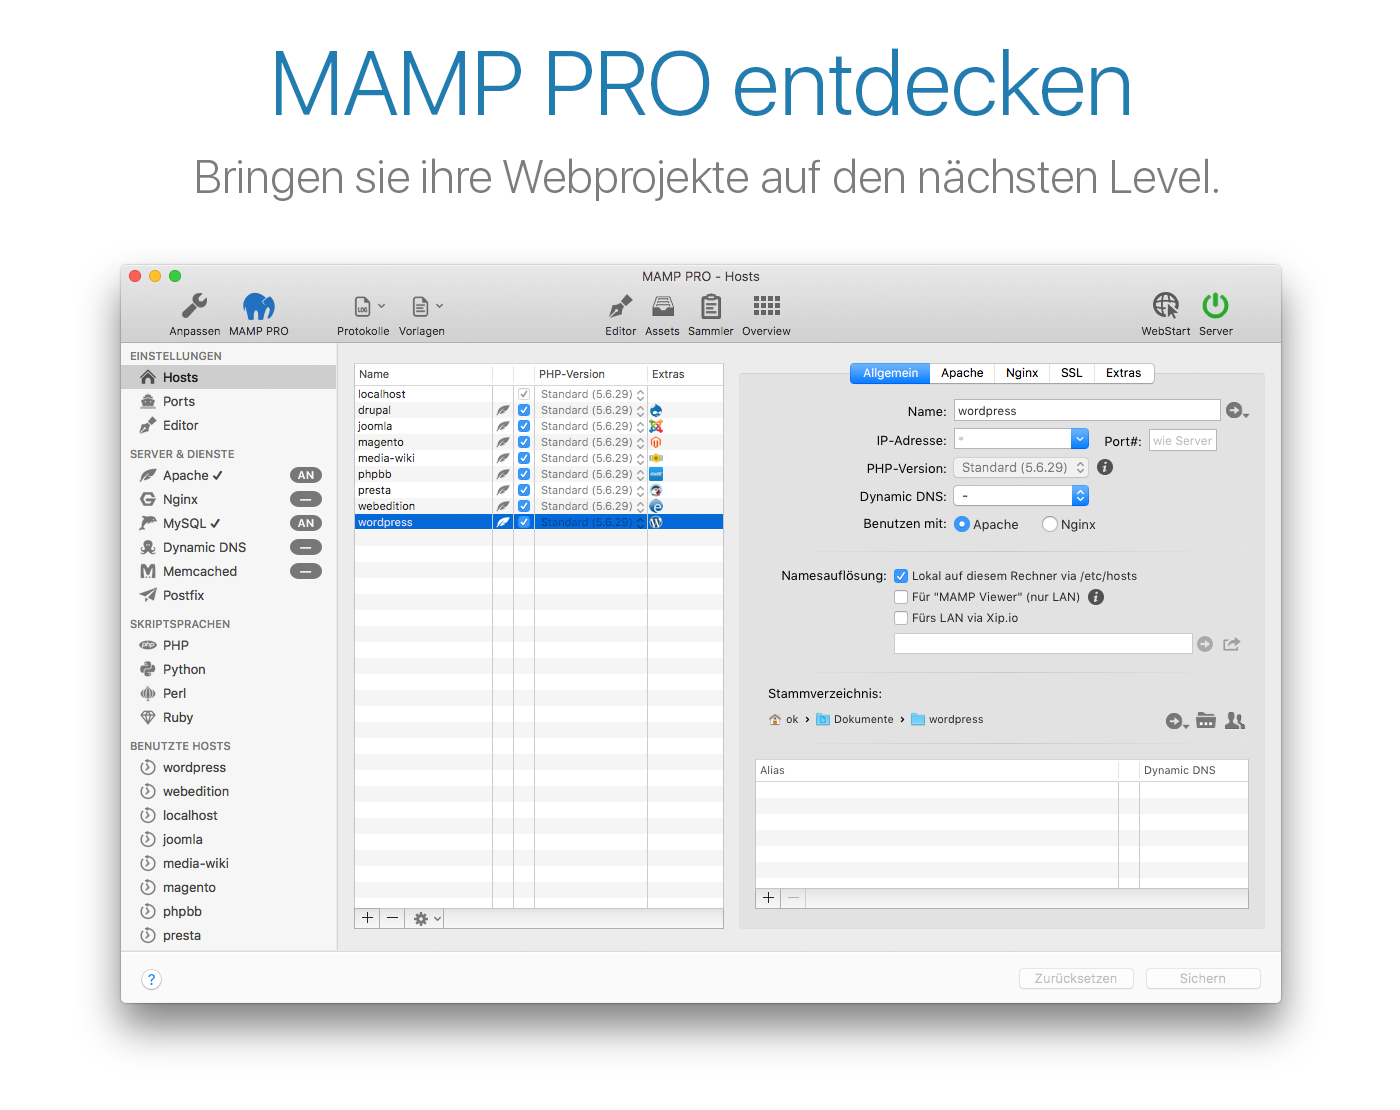 MAMP PRO entdecken
Bringen sie ihre Webprojekte auf den nächsten Level.
MAMP PRO - Hosts
Anpassen MAMP PRO Protokolle Vorlagen Editor Assets Sammler Overview WebStart Server
LOG
EINSTELLUNGEN
Hosts
Ports
Editor
SERVER & DIENSTE
Apache ✓ AN
Nginx —
MySQL ✓ AN
Dynamic DNS —
Memcached —
Postfix
SKRIPTSPRACHEN
php PHP
Python
Perl
Ruby
BENUTZTE HOSTS
wordpress
webedition
localhost
joomla
media-wiki
magento
phpbb
presta
Name PHP-Version Extras
localhost Standard (5.6.29)
drupal Standard (5.6.29)
joomla Standard (5.6.29)
magento Standard (5.6.29)
media-wiki Standard (5.6.29)
phpbb Standard (5.6.29)
presta Standard (5.6.29)
webedition Standard (5.6.29)
wordpress Standard (5.6.29)
+ −
Allgemein Apache Nginx SSL Extras
Name: wordpress
IP-Adresse: * Port#: wie Server
PHP-Version: Standard (5.6.29) i
Dynamic DNS: -
Benutzen mit: Apache Nginx
Namesauflösung: Lokal auf diesem Rechner via /etc/hosts
Für "MAMP Viewer" (nur LAN) i
Fürs LAN via Xip.io
Stammverzeichnis:
ok › Dokumente › wordpress
Alias Dynamic DNS
+ −
? Zurücksetzen Sichern